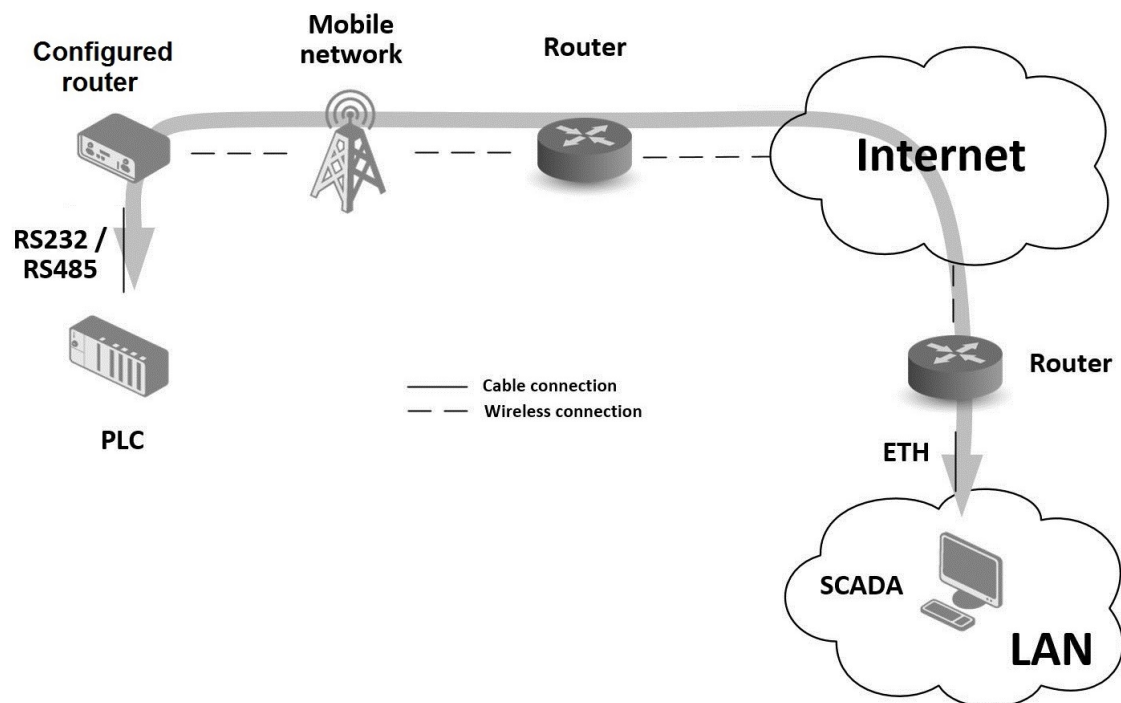 Configured
router
Mobile
network
Router
Internet
RS232 /
RS485
PLC
Cable connection
Wireless connection
Router
ETH
SCADA
LAN